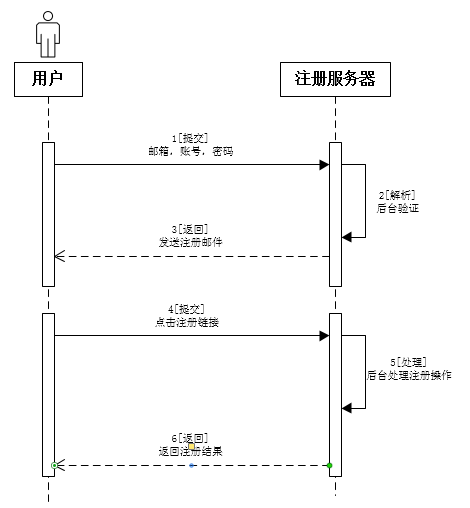 用户
注册服务器
1[提交]
邮箱，账号，密码
2[解析]
后台验证
3[返回]
发送注册邮件
4[提交]
点击注册链接
5[处理]
后台处理注册操作
6[返回]
返回注册结果